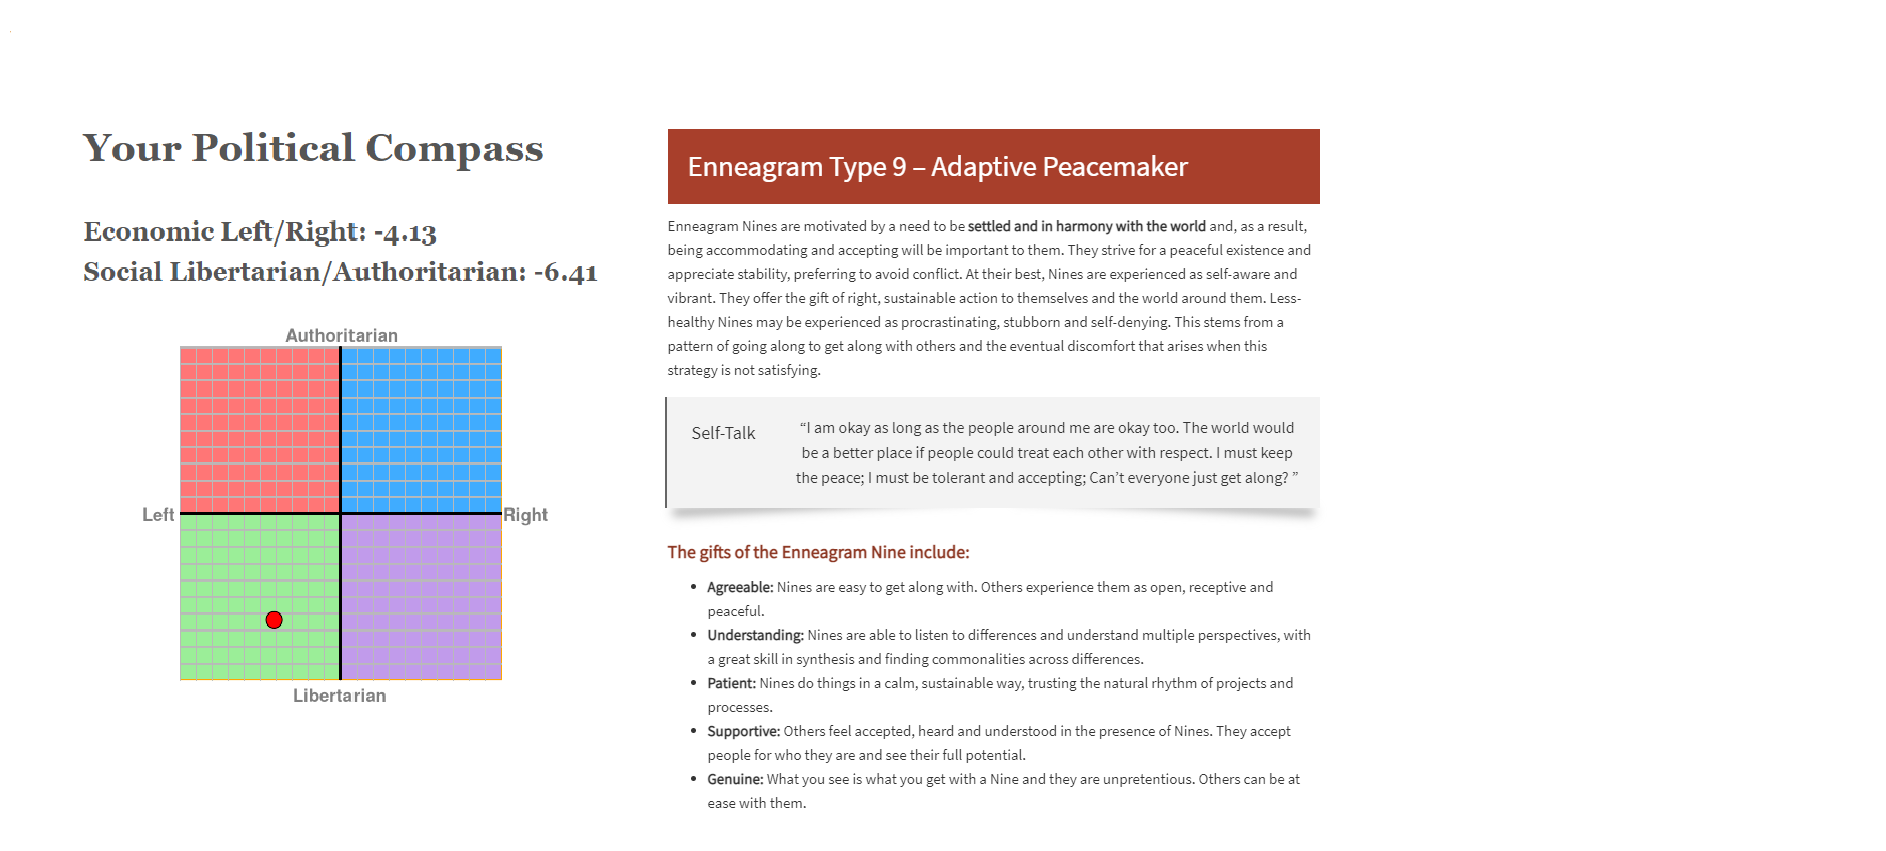 Your Political Compass
Economic Left/Right: -4.13
Social Libertarian/Authoritarian: -6.41
Authoritarian
Left
Right
Libertarian
Enneagram Type 9 – Adaptive Peacemaker
Enneagram Nines are motivated by a need to be settled and in harmony with the world and, as a result,
being accommodating and accepting will be important to them. They strive for a peaceful existence and
appreciate stability, preferring to avoid conflict. At their best, Nines are experienced as self-aware and
vibrant. They offer the gift of right, sustainable action to themselves and the world around them. Less-
healthy Nines may be experienced as procrastinating, stubborn and self-denying. This stems from a
pattern of going along to get along with others and the eventual discomfort that arises when this
strategy is not satisfying.
Self-Talk
“I am okay as long as the people around me are okay too. The world would
be a better place if people could treat each other with respect. I must keep
the peace; I must be tolerant and accepting; Can’t everyone just get along? ”
The gifts of the Enneagram Nine include:
• Agreeable: Nines are easy to get along with. Others experience them as open, receptive and
peaceful.
• Understanding: Nines are able to listen to differences and understand multiple perspectives, with
a great skill in synthesis and finding commonalities across differences.
• Patient: Nines do things in a calm, sustainable way, trusting the natural rhythm of projects and
processes.
• Supportive: Others feel accepted, heard and understood in the presence of Nines. They accept
people for who they are and see their full potential.
• Genuine: What you see is what you get with a Nine and they are unpretentious. Others can be at
ease with them.